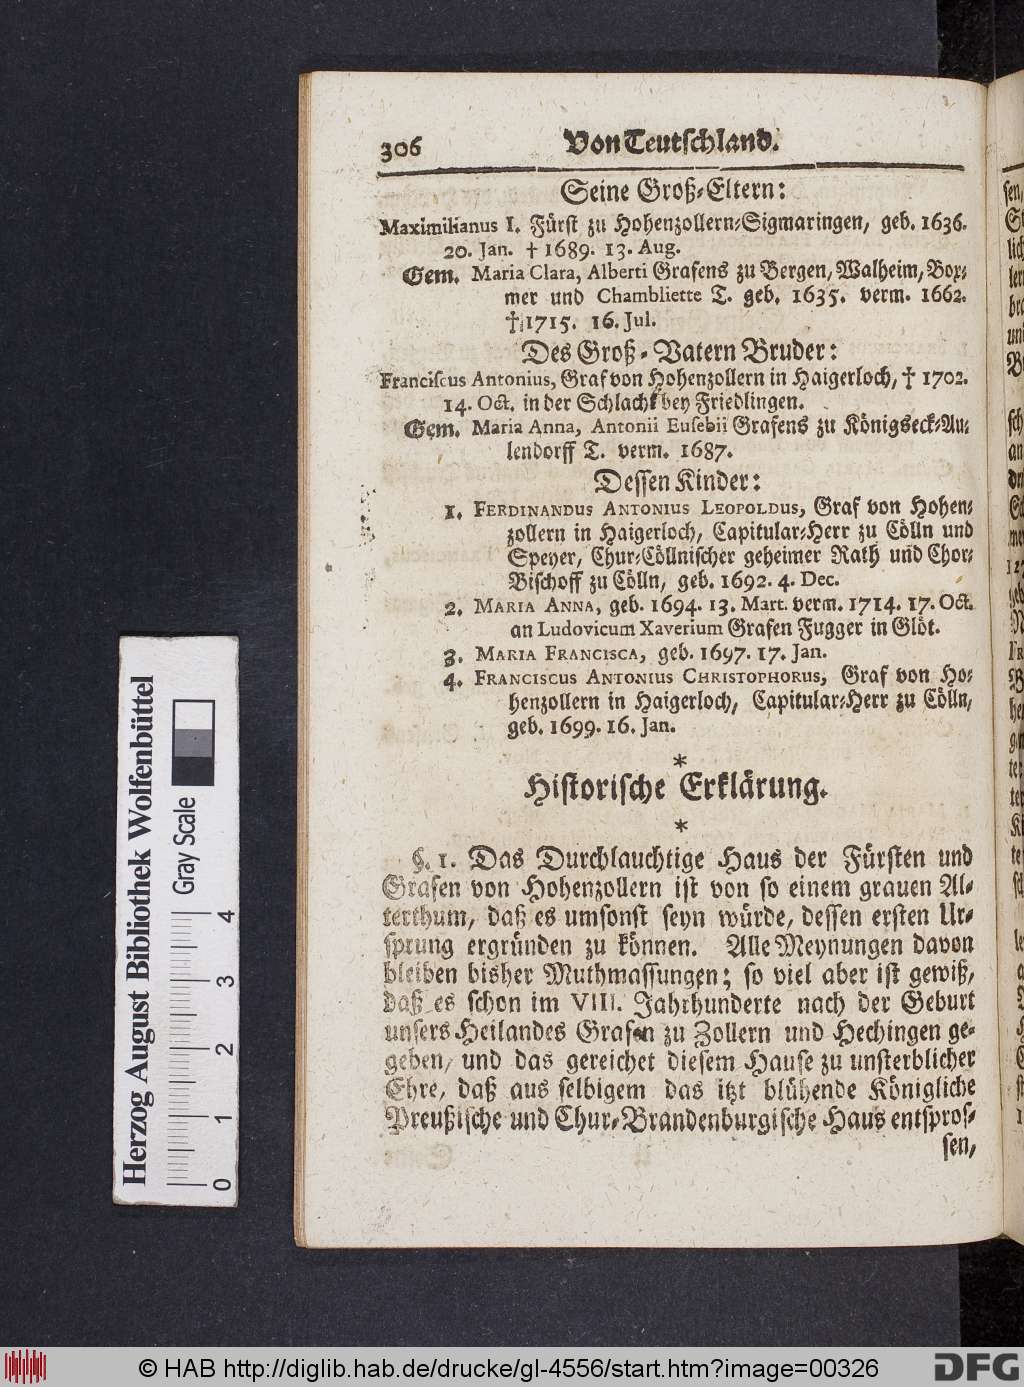 306 Von Teutschland.
Seine Groß-Eltern:
Maximilianus I. Fürst zu Hohenzollern-Sigmaringen, geb. 1636.
20. Jan. † 1689. 13. Aug.
Gem. Maria Clara, Alberti Grafens zu Bergen, Walheim, Box-
mer und Chambliette T. geb. 1635. verm. 1662.
† 1715. 16. Jul.
Des Groß-Vatern Bruder:
Franciscus Antonius, Graf von Hohenzollern in Haigerloch, † 1702.
14. Oct. in der Schlacht bey Friedlingen.
Gem. Maria Anna, Antonii Eusebii Grafens zu Königseck-Au-
lendorff T. verm. 1687.
Dessen Kinder:
1. Ferdinandus Antonius Leopoldus, Graf von Hohen-
zollern in Haigerloch, Capitular-Herr zu Cölln und
Speyer, Chur-Cöllnischer geheimer Rath und Chor-
Bischoff zu Cölln, geb. 1692. 4. Dec.
2. Maria Anna, geb. 1694. 13. Mart. verm. 1714. 17. Oct.
an Ludovicum Xaverium Grafen Fugger in Glöt.
3. Maria Francisca, geb. 1697. 17. Jan.
4. Franciscus Antonius Christophorus, Graf von Ho-
henzollern in Haigerloch, Capitular-Herr zu Cölln,
geb. 1699. 16. Jan.
*
Historische Erklärung.
*
§. 1. Das Durchlauchtige Haus der Fürsten und
Grafen von Hohenzollern ist von so einem grauen Al-
terthum, daß es umsonst seyn würde, dessen ersten Ur-
sprung ergründen zu können. Alle Meynungen davon
bleiben bisher Muthmassungen; so viel aber ist gewiß,
daß es schon im VIII. Jahrhunderte nach der Geburt
unsers Heilandes Grafen zu Zollern und Hechingen ge-
geben, und das gereichet diesem Hause zu unsterblicher
Ehre, daß aus selbigem das itzt blühende Königliche
Preußische und Chur-Brandenburgische Haus entspros-
sen,
Herzog August Bibliothek Wolfenbüttel
Gray Scale
0 1 2 3 4
© HAB http://diglib.hab.de/drucke/gl-4556/start.htm?image=00326
DFG